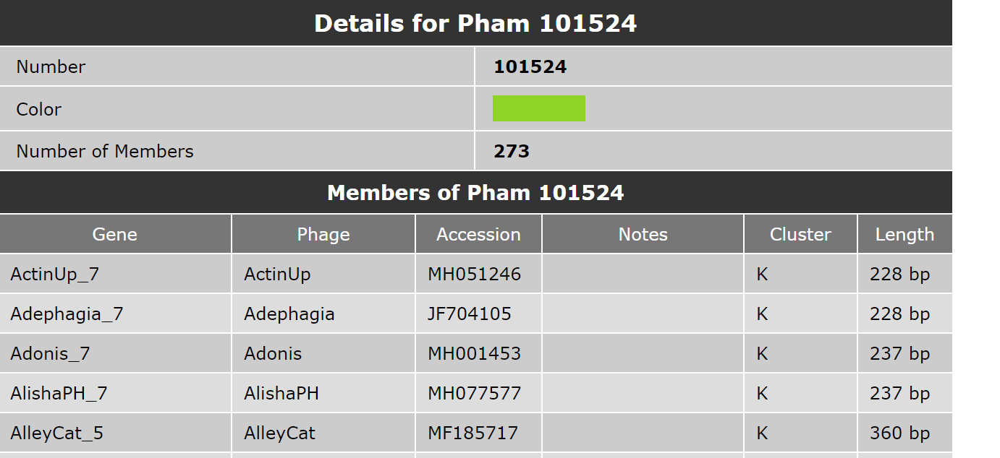 Details for Pham 101524
Number 101524
Color
Number of Members 273
Members of Pham 101524
Gene Phage Accession Notes Cluster Length
ActinUp_7 ActinUp MH051246 K 228 bp
Adephagia_7 Adephagia JF704105 K 228 bp
Adonis_7 Adonis MH001453 K 237 bp
AlishaPH_7 AlishaPH MH077577 K 237 bp
AlleyCat_5 AlleyCat MF185717 K 360 bp